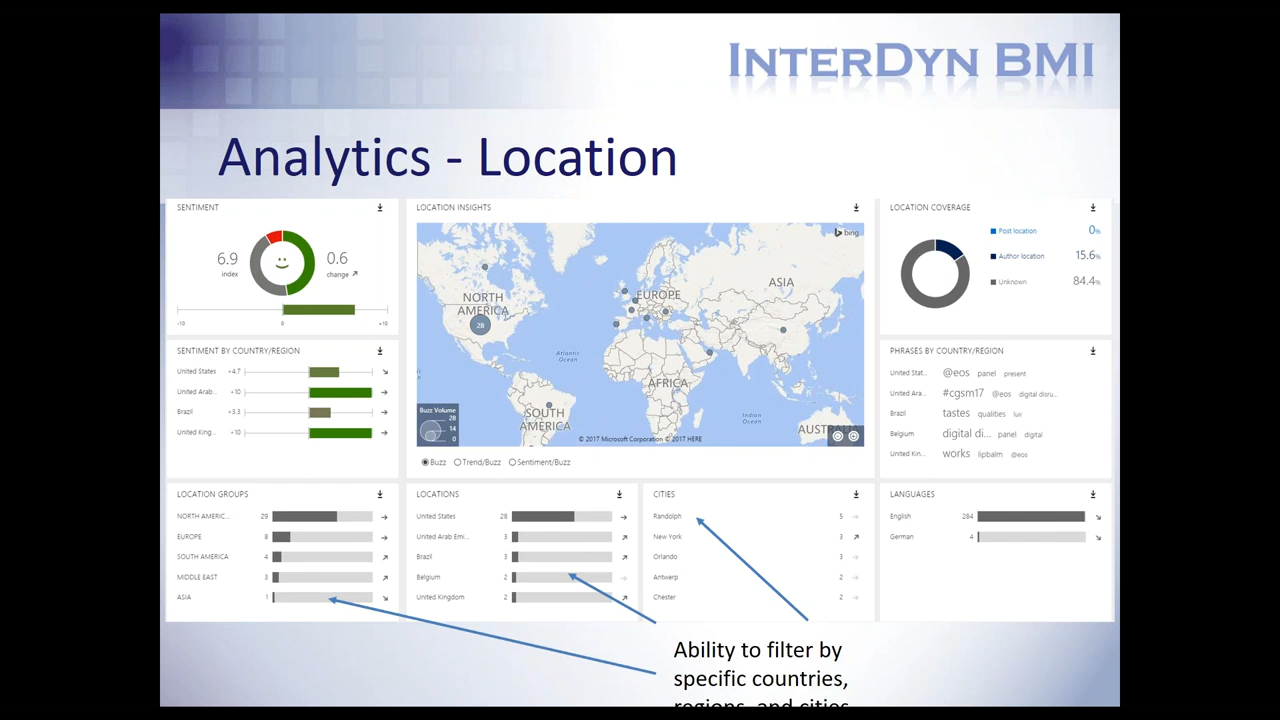 INTERDYN BMI
Analytics - Location
SENTIMENT
6.9
index
0.6
change
-10
0
+10
LOCATION INSIGHTS
bing
NORTH
AMERICA
28
EUROPE
ASIA
Atlantic
Ocean
AFRICA
SOUTH
AMERICA
Indian
Ocean
AUSTRA
Buzz Volume
28
14
0
© 2017 Microsoft Corporation © 2017 HERE
Buzz Trend/Buzz Sentiment/Buzz
LOCATION COVERAGE
Post location 0%
Author location 15.6%
Unknown 84.4%
SENTIMENT BY COUNTRY/REGION
United States +4.7
United Arab... +10
Brazil +3.3
United King... +10
PHRASES BY COUNTRY/REGION
United Stat... @eos panel present
United Ara... #cgsm17 @eos digital disru...
Brazil tastes qualities luv
Belgium digital di... panel digital
United Kin... works lipbalm @eos
LOCATION GROUPS
NORTH AMERIC... 29
EUROPE 8
SOUTH AMERICA 4
MIDDLE EAST 3
ASIA 1
LOCATIONS
United States 28
United Arab Emi... 3
Brazil 3
Belgium 2
United Kingdom 2
CITIES
Randolph 5
New York 3
Orlando 3
Antwerp 2
Chester 2
LANGUAGES
English 284
German 4
Ability to filter by
specific countries,
regions, and cities